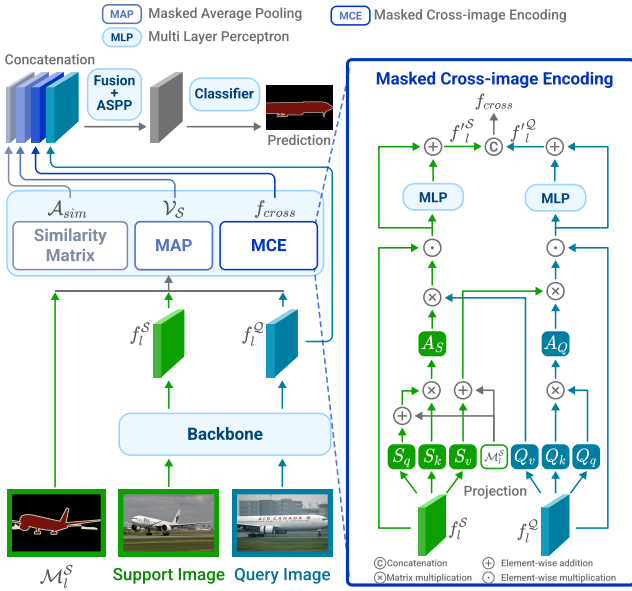 MAP Masked Average Pooling
MCE Masked Cross-image Encoding
MLP Multi Layer Perceptron
Concatenation
Fusion
+
ASPP
Classifier
Prediction
𝒜_sim 𝒱_𝒮 f_cross
Similarity
Matrix
MAP
MCE
f_l^𝒮 f_l^𝒬
Backbone
AIR CANADA
ℳ_l^𝒮 Support Image Query Image
Masked Cross-image Encoding
f_cross
f'_l^𝒮 f'_l^𝒬
+ C +
MLP MLP
· ·
× ×
A_S A_Q
× + ×
+
S_q S_k S_v ℳ_l^𝒮 Q_v Q_k Q_q
Projection
f_l^𝒮 f_l^𝒬
C Concatenation + Element-wise addition
× Matrix multiplication · Element-wise multiplication